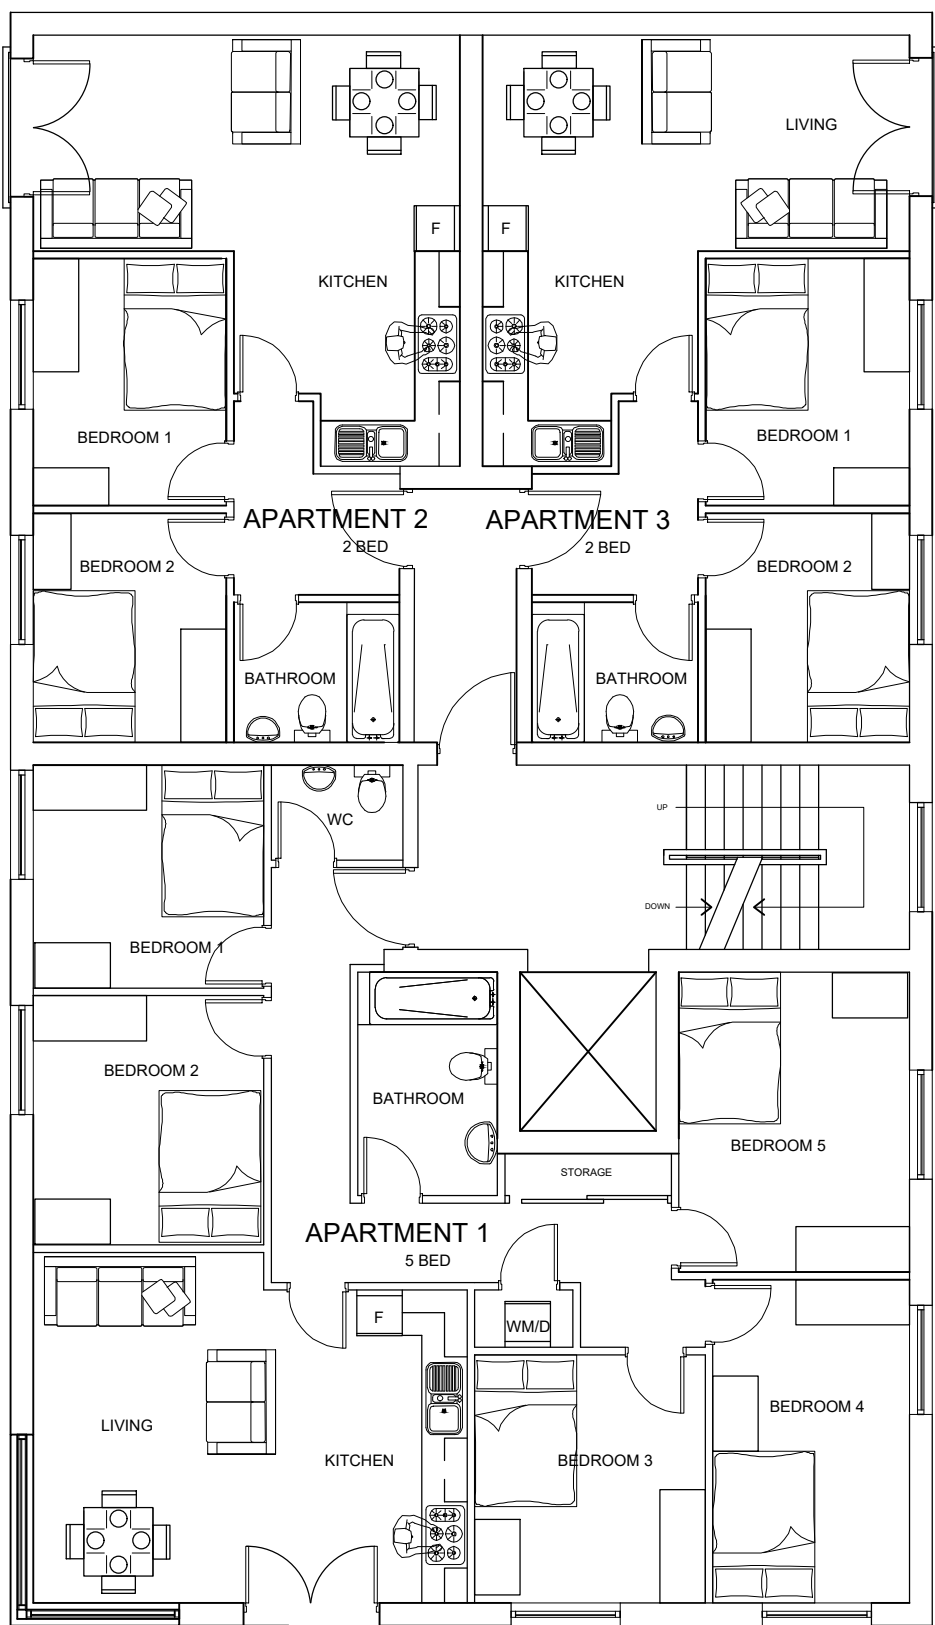 LIVING
F
F
KITCHEN
KITCHEN
BEDROOM 1
BEDROOM 1
APARTMENT 2
2 BED
APARTMENT 3
2 BED
BEDROOM 2
BEDROOM 2
BATHROOM
BATHROOM
UP
WC
DOWN
BEDROOM 1
BEDROOM 2
BATHROOM
BEDROOM 5
STORAGE
APARTMENT 1
5 BED
F
WM/D
BEDROOM 4
LIVING
KITCHEN
BEDROOM 3